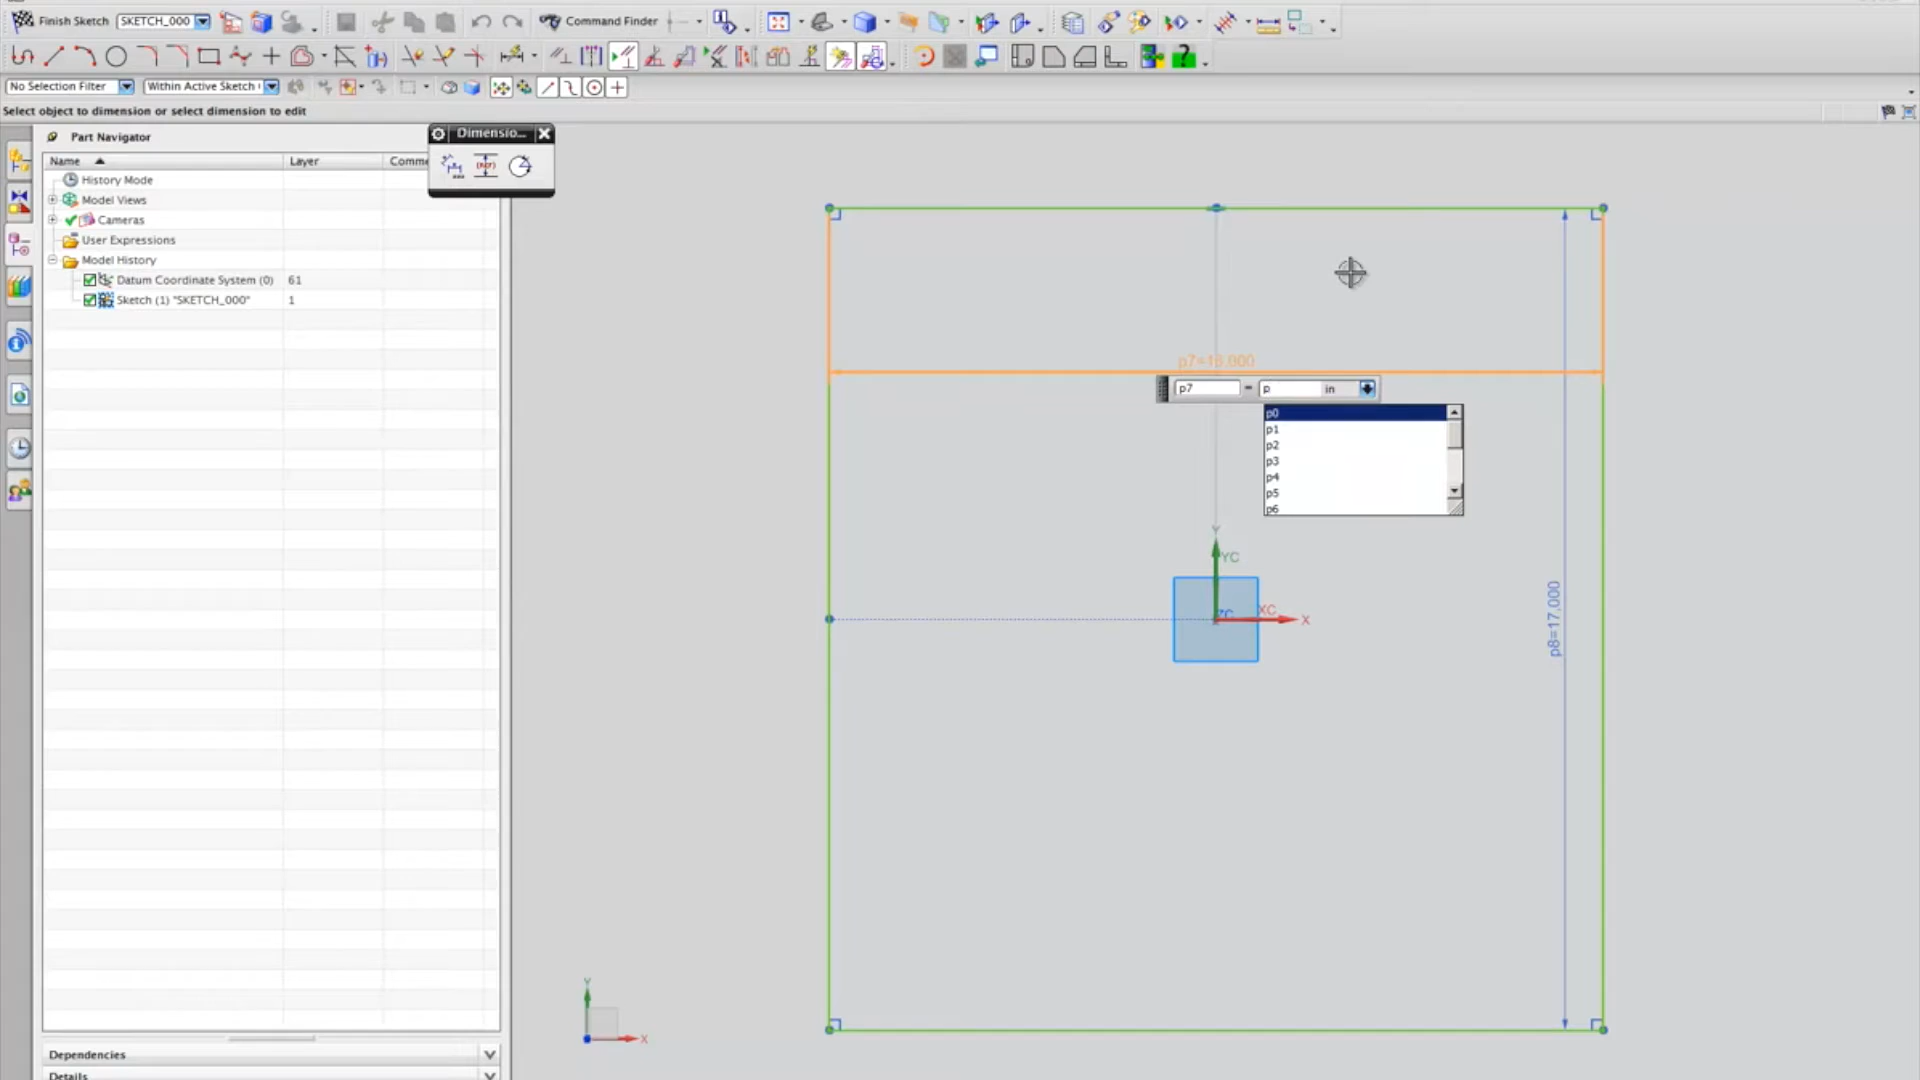 Finish Sketch SKETCH_000 Command Finder
No Selection Filter Within Active Sketch
Select object to dimension or select dimension to edit
Part Navigator
Name Layer Comme
History Mode
Model Views
Cameras
User Expressions
Model History
Datum Coordinate System (0) 61
Sketch (1) "SKETCH_000" 1
Dimensio...
p7 = p in
p0
p1
p2
p3
p4
p5
p6
Y
YC
XC
X
ZC
p8=17.000
Y
X
Dependencies
Details